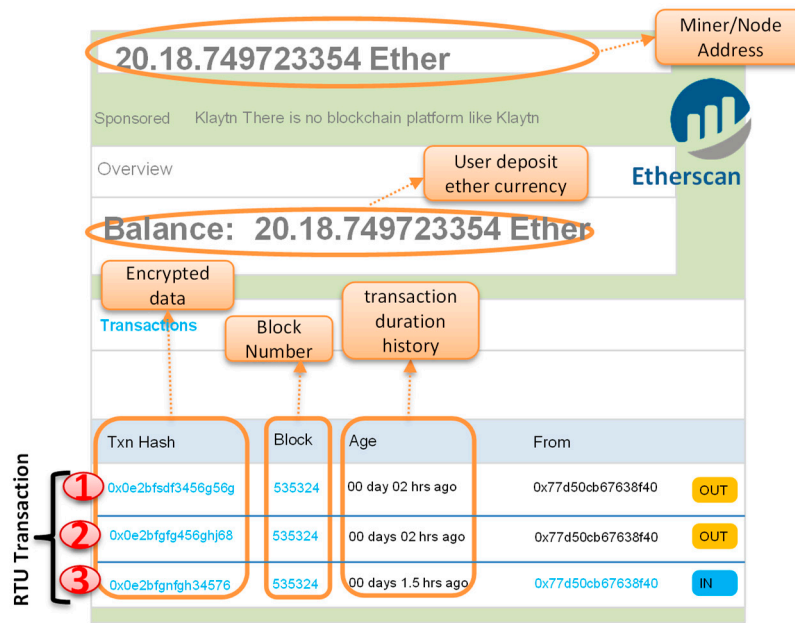 Miner/Node
Address
20.18.749723354 Ether
Sponsored Klaytn There is no blockchain platform like Klaytn
Etherscan
Overview
User deposit
ether currency
Balance: 20.18.749723354 Ether
Encrypted
data
Transactions
Block
Number
transaction
duration
history
Txn Hash Block Age From
RTU Transaction
1 0x0e2bfsdf3456g56g 535324 00 day 02 hrs ago 0x77d50cb67638f40 OUT
2 0x0e2bfgfg456ghj68 535324 00 days 02 hrs ago 0x77d50cb67638f40 OUT
3 0x0e2bfgnfgh34576 535324 00 days 1.5 hrs ago 0x77d50cb67638f40 IN